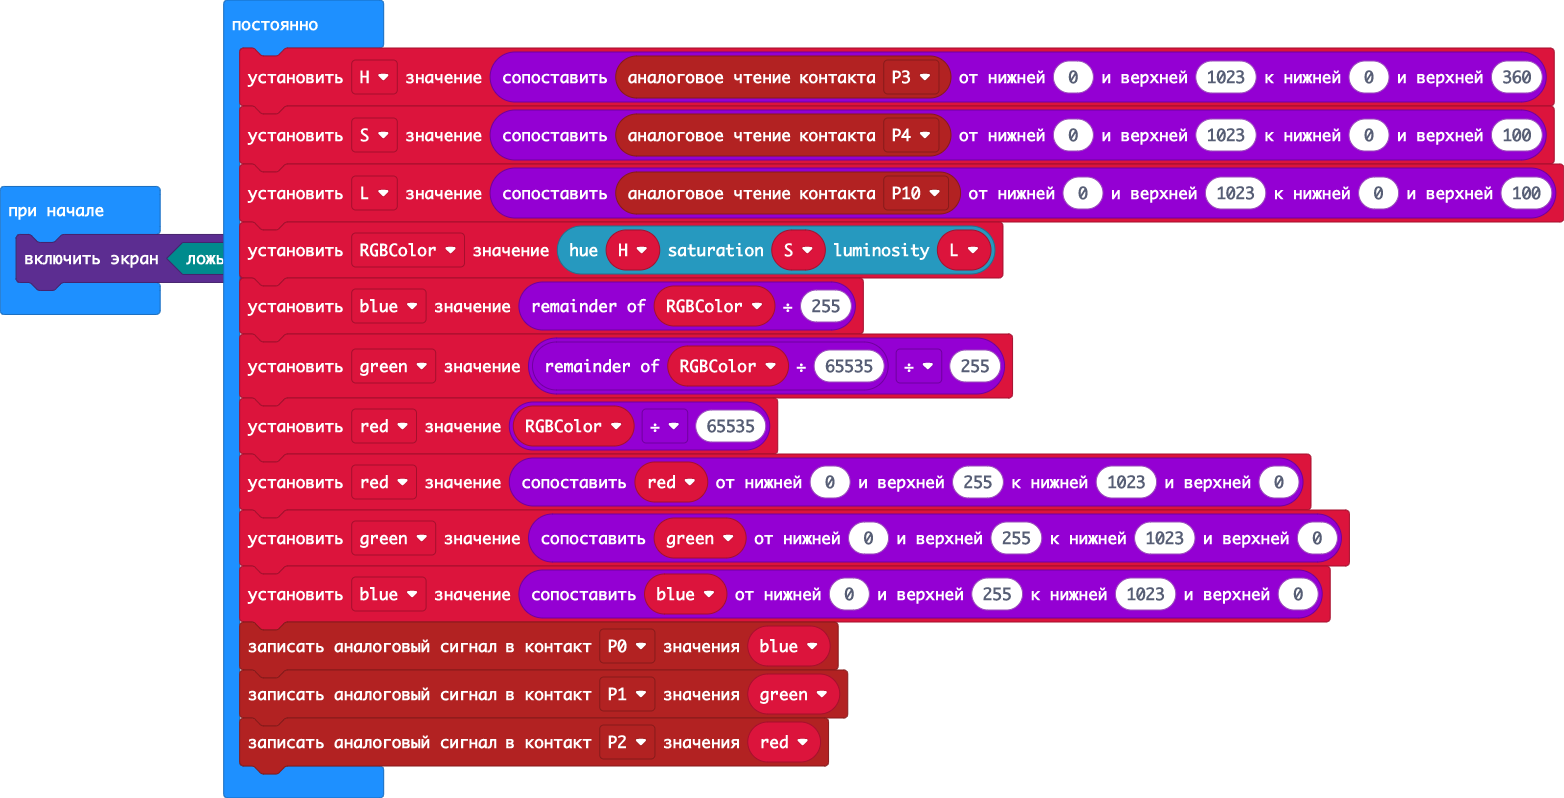 постоянно
установить H значение сопоставить аналоговое чтение контакта P3 от нижней 0 и верхней 1023 к нижней 0 и верхней 360
установить S значение сопоставить аналоговое чтение контакта P4 от нижней 0 и верхней 1023 к нижней 0 и верхней 100
установить L значение сопоставить аналоговое чтение контакта P10 от нижней 0 и верхней 1023 к нижней 0 и верхней 100
при начале
включить экран ложь
установить RGBColor значение hue H saturation S luminosity L
установить blue значение remainder of RGBColor ÷ 255
установить green значение remainder of RGBColor ÷ 65535 ÷ 255
установить red значение RGBColor ÷ 65535
установить red значение сопоставить red от нижней 0 и верхней 255 к нижней 1023 и верхней 0
установить green значение сопоставить green от нижней 0 и верхней 255 к нижней 1023 и верхней 0
установить blue значение сопоставить blue от нижней 0 и верхней 255 к нижней 1023 и верхней 0
записать аналоговый сигнал в контакт P0 значения blue
записать аналоговый сигнал в контакт P1 значения green
записать аналоговый сигнал в контакт P2 значения red